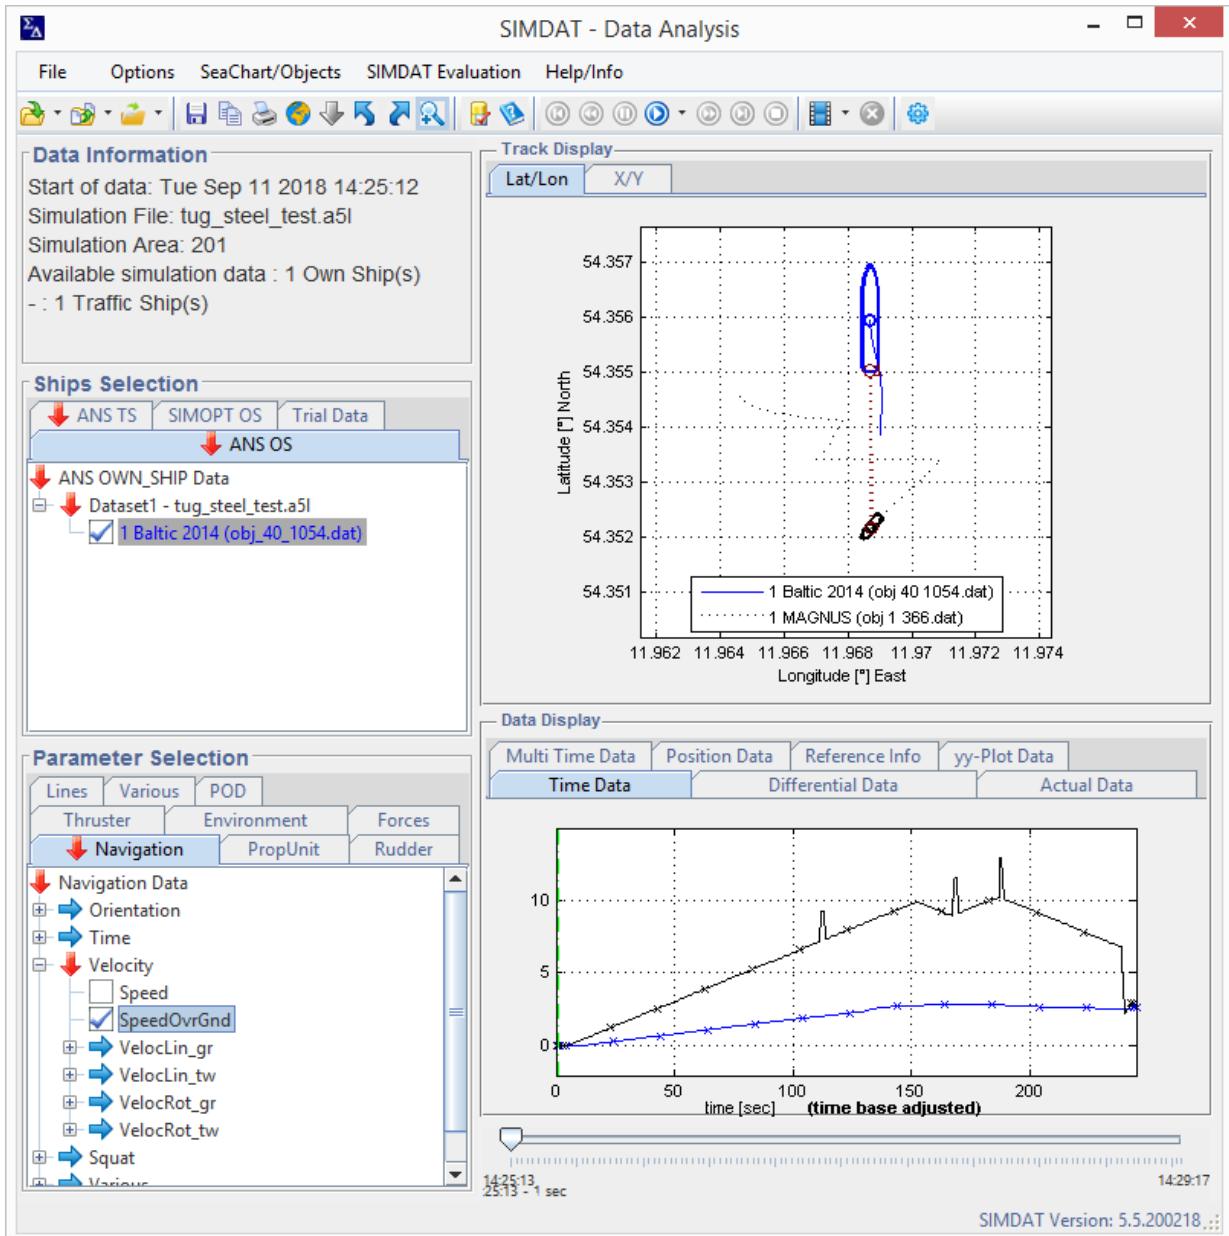 SIMDAT - Data Analysis
File Options SeaChart/Objects SIMDAT Evaluation Help/Info
Data Information
Start of data: Tue Sep 11 2018 14:25:12
Simulation File: tug_steel_test.a5l
Simulation Area: 201
Available simulation data : 1 Own Ship(s)
- : 1 Traffic Ship(s)
Ships Selection
ANS TS SIMOPT OS Trial Data
ANS OS
ANS OWN_SHIP Data
Dataset1 - tug_steel_test.a5l
1 Baltic 2014 (obj_40_1054.dat)
Parameter Selection
Lines Various POD
Thruster Environment Forces
Navigation PropUnit Rudder
Navigation Data
Orientation
Time
Velocity
Speed
SpeedOvrGnd
VelocLin_gr
VelocLin_tw
VelocRot_gr
VelocRot_tw
Squat
Various
Track Display
Lat/Lon X/Y
54.357
54.356
54.355
54.354
54.353
54.352
54.351
Latitude [°] North
1 Baltic 2014 (obj 40 1054.dat)
1 MAGNUS (obj 1 366.dat)
11.962 11.964 11.966 11.968 11.97 11.972 11.974
Longitude [°] East
Data Display
Multi Time Data Position Data Reference Info yy-Plot Data
Time Data Differential Data Actual Data
10
5
0
0 50 100 150 200
time [sec] (time base adjusted)
14:25:13 14:29:17
25:13 - 1 sec
SIMDAT Version: 5.5.200218